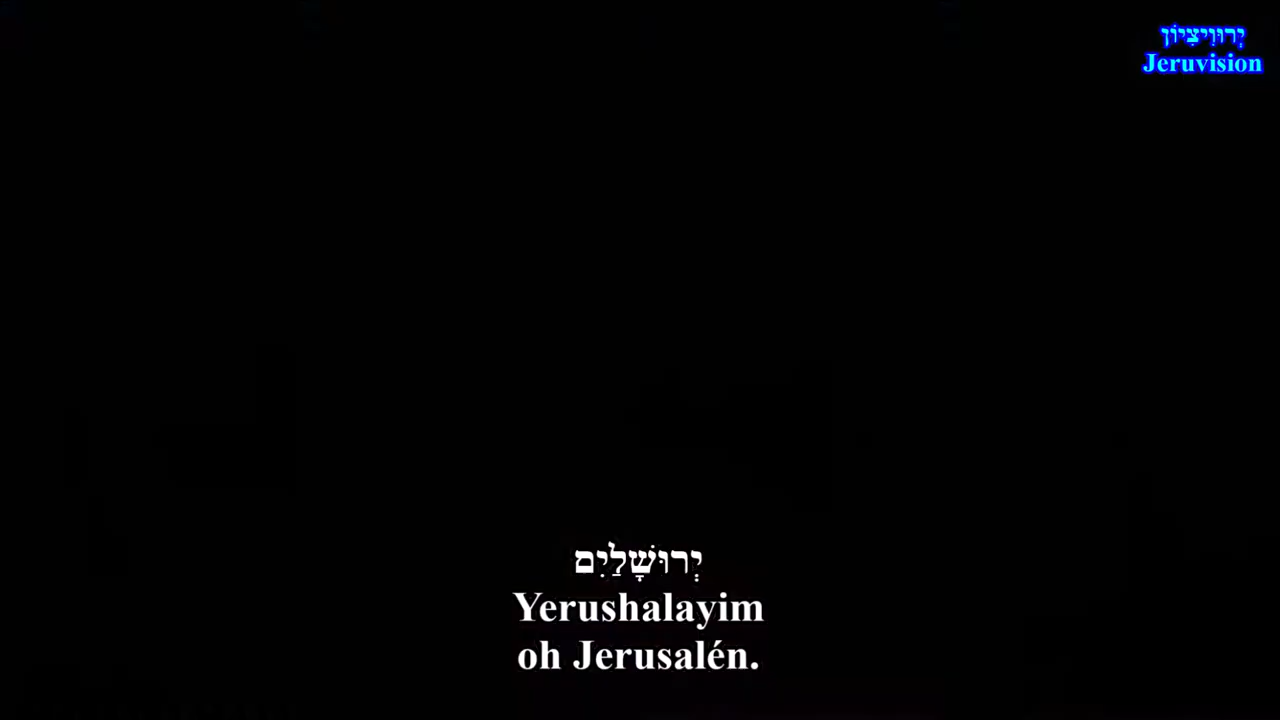 יְרוּוִיצִיוֹן
Jeruvision
יְרוּשָׁלַיִם
Yerushalayim
oh Jerusalén.